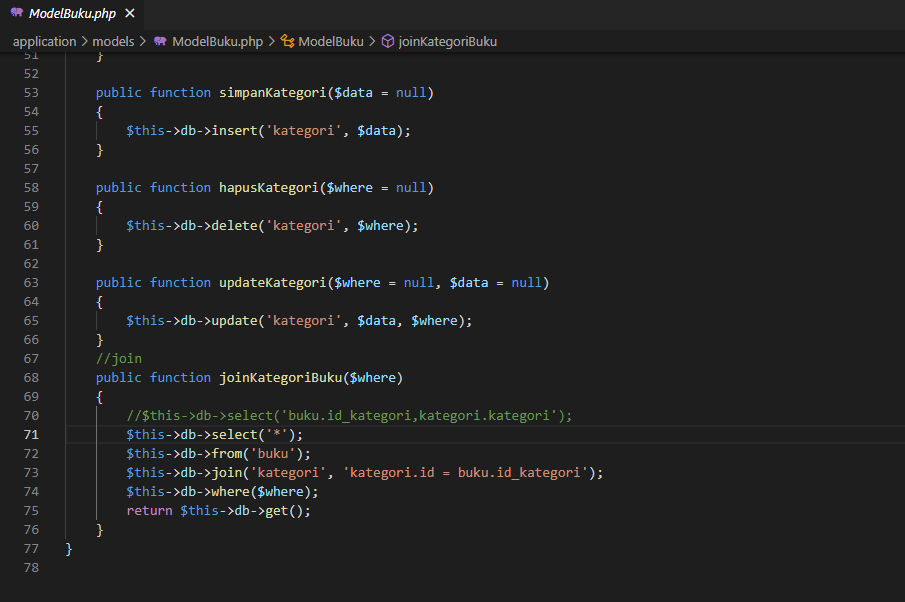 ModelBuku.php ×
application > models > ModelBuku.php > ModelBuku > joinKategoriBuku
51 }
52
53 public function simpanKategori($data = null)
54 {
55 $this->db->insert('kategori', $data);
56 }
57
58 public function hapusKategori($where = null)
59 {
60 $this->db->delete('kategori', $where);
61 }
62
63 public function updateKategori($where = null, $data = null)
64 {
65 $this->db->update('kategori', $data, $where);
66 }
67 //join
68 public function joinKategoriBuku($where)
69 {
70 //$this->db->select('buku.id_kategori,kategori.kategori');
71 $this->db->select('*');
72 $this->db->from('buku');
73 $this->db->join('kategori', 'kategori.id = buku.id_kategori');
74 $this->db->where($where);
75 return $this->db->get();
76 }
77 }
78